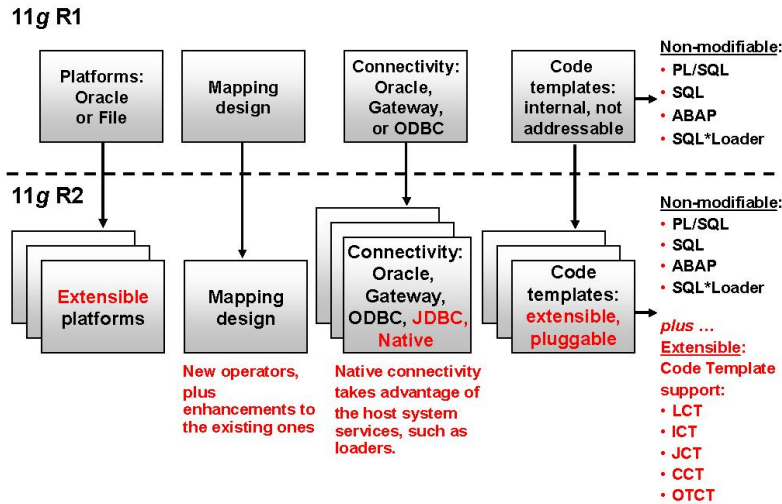 11g R1
Platforms:
Oracle
or File
Mapping
design
Connectivity:
Oracle,
Gateway,
or ODBC
Code
templates:
internal, not
addressable
Non-modifiable:
• PL/SQL
• SQL
• ABAP
• SQL*Loader
11g R2
Extensible
platforms
Mapping
design
New operators,
plus
enhancements to
the existing ones
Connectivity:
Oracle,
Gateway,
ODBC, JDBC,
Native
Native connectivity
takes advantage of
the host system
services, such as
loaders.
Code
templates:
extensible,
pluggable
Non-modifiable:
• PL/SQL
• SQL
• ABAP
• SQL*Loader
plus ...
Extensible:
Code Template
support:
• LCT
• ICT
• JCT
• CCT
• OTCT